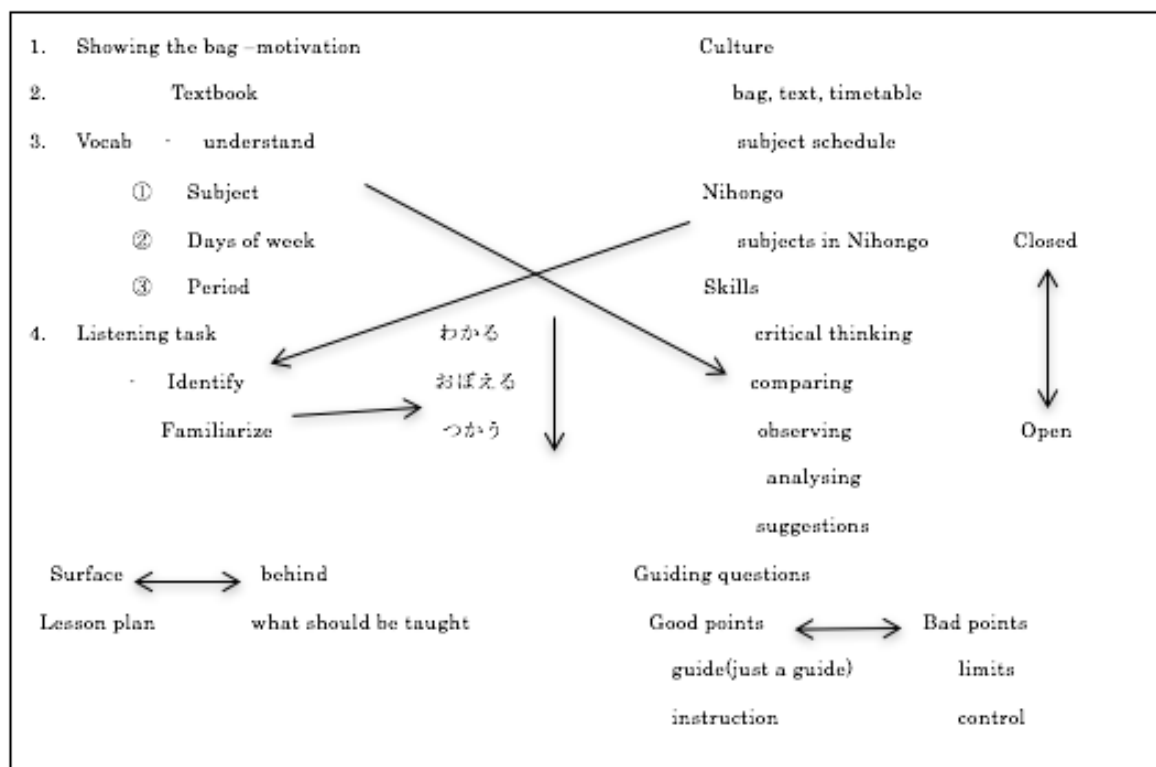 1. Showing the bag –motivation Culture
2. Textbook bag, text, timetable
3. Vocab - understand subject schedule
① Subject Nihongo
② Days of week subjects in Nihongo Closed
③ Period Skills
4. Listening task わかる critical thinking
- Identify おぼえる comparing
Familiarize つかう observing Open
analysing
suggestions
Surface behind Guiding questions
Lesson plan what should be taught Good points Bad points
guide(just a guide) limits
instruction control